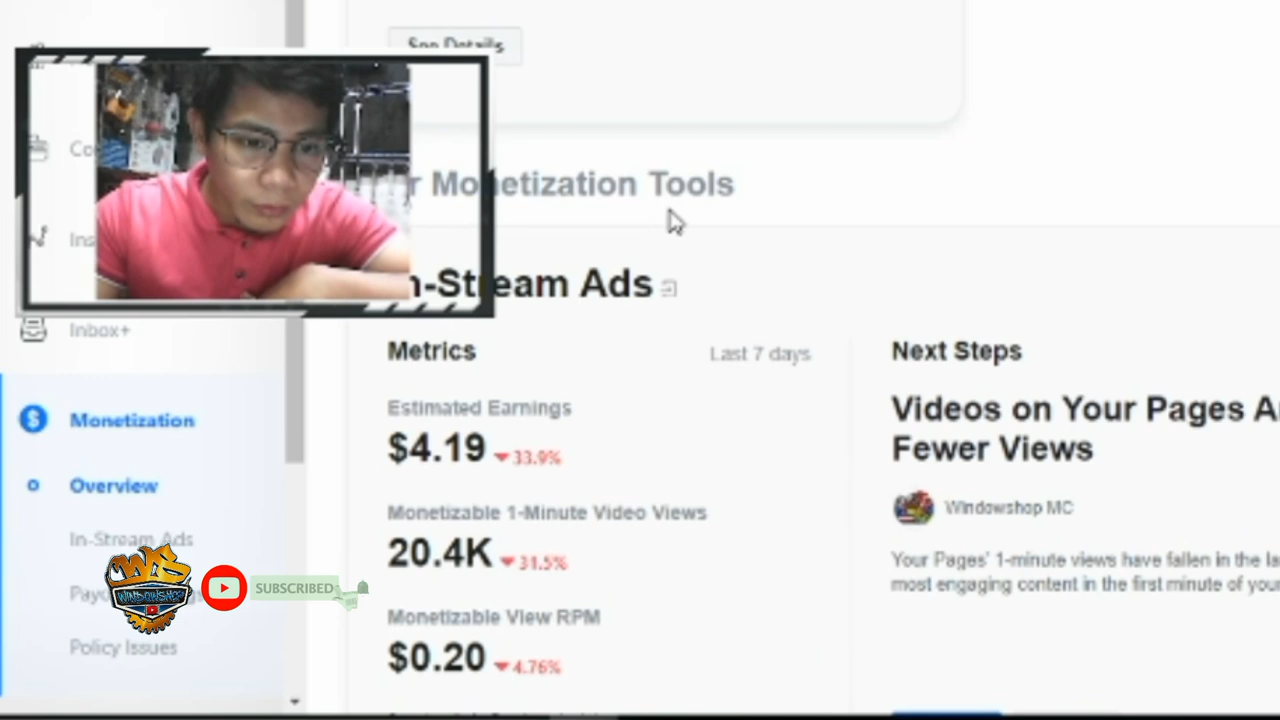 See Details
r Monetization Tools
n-Stream Ads
Inbox+
Monetization
Overview
In-Stream Ads
Policy Issues
Metrics
Last 7 days
Estimated Earnings
$4.19 33.9%
Monetizable 1-Minute Video Views
20.4K 31.5%
Monetizable View RPM
$0.20 4.76%
Next Steps
Videos on Your Pages
Fewer Views
Windowshop MC
Your Pages' 1-minute views have fallen in the
most engaging content in the first minute of
WINDOWSHOP
SUBSCRIBED